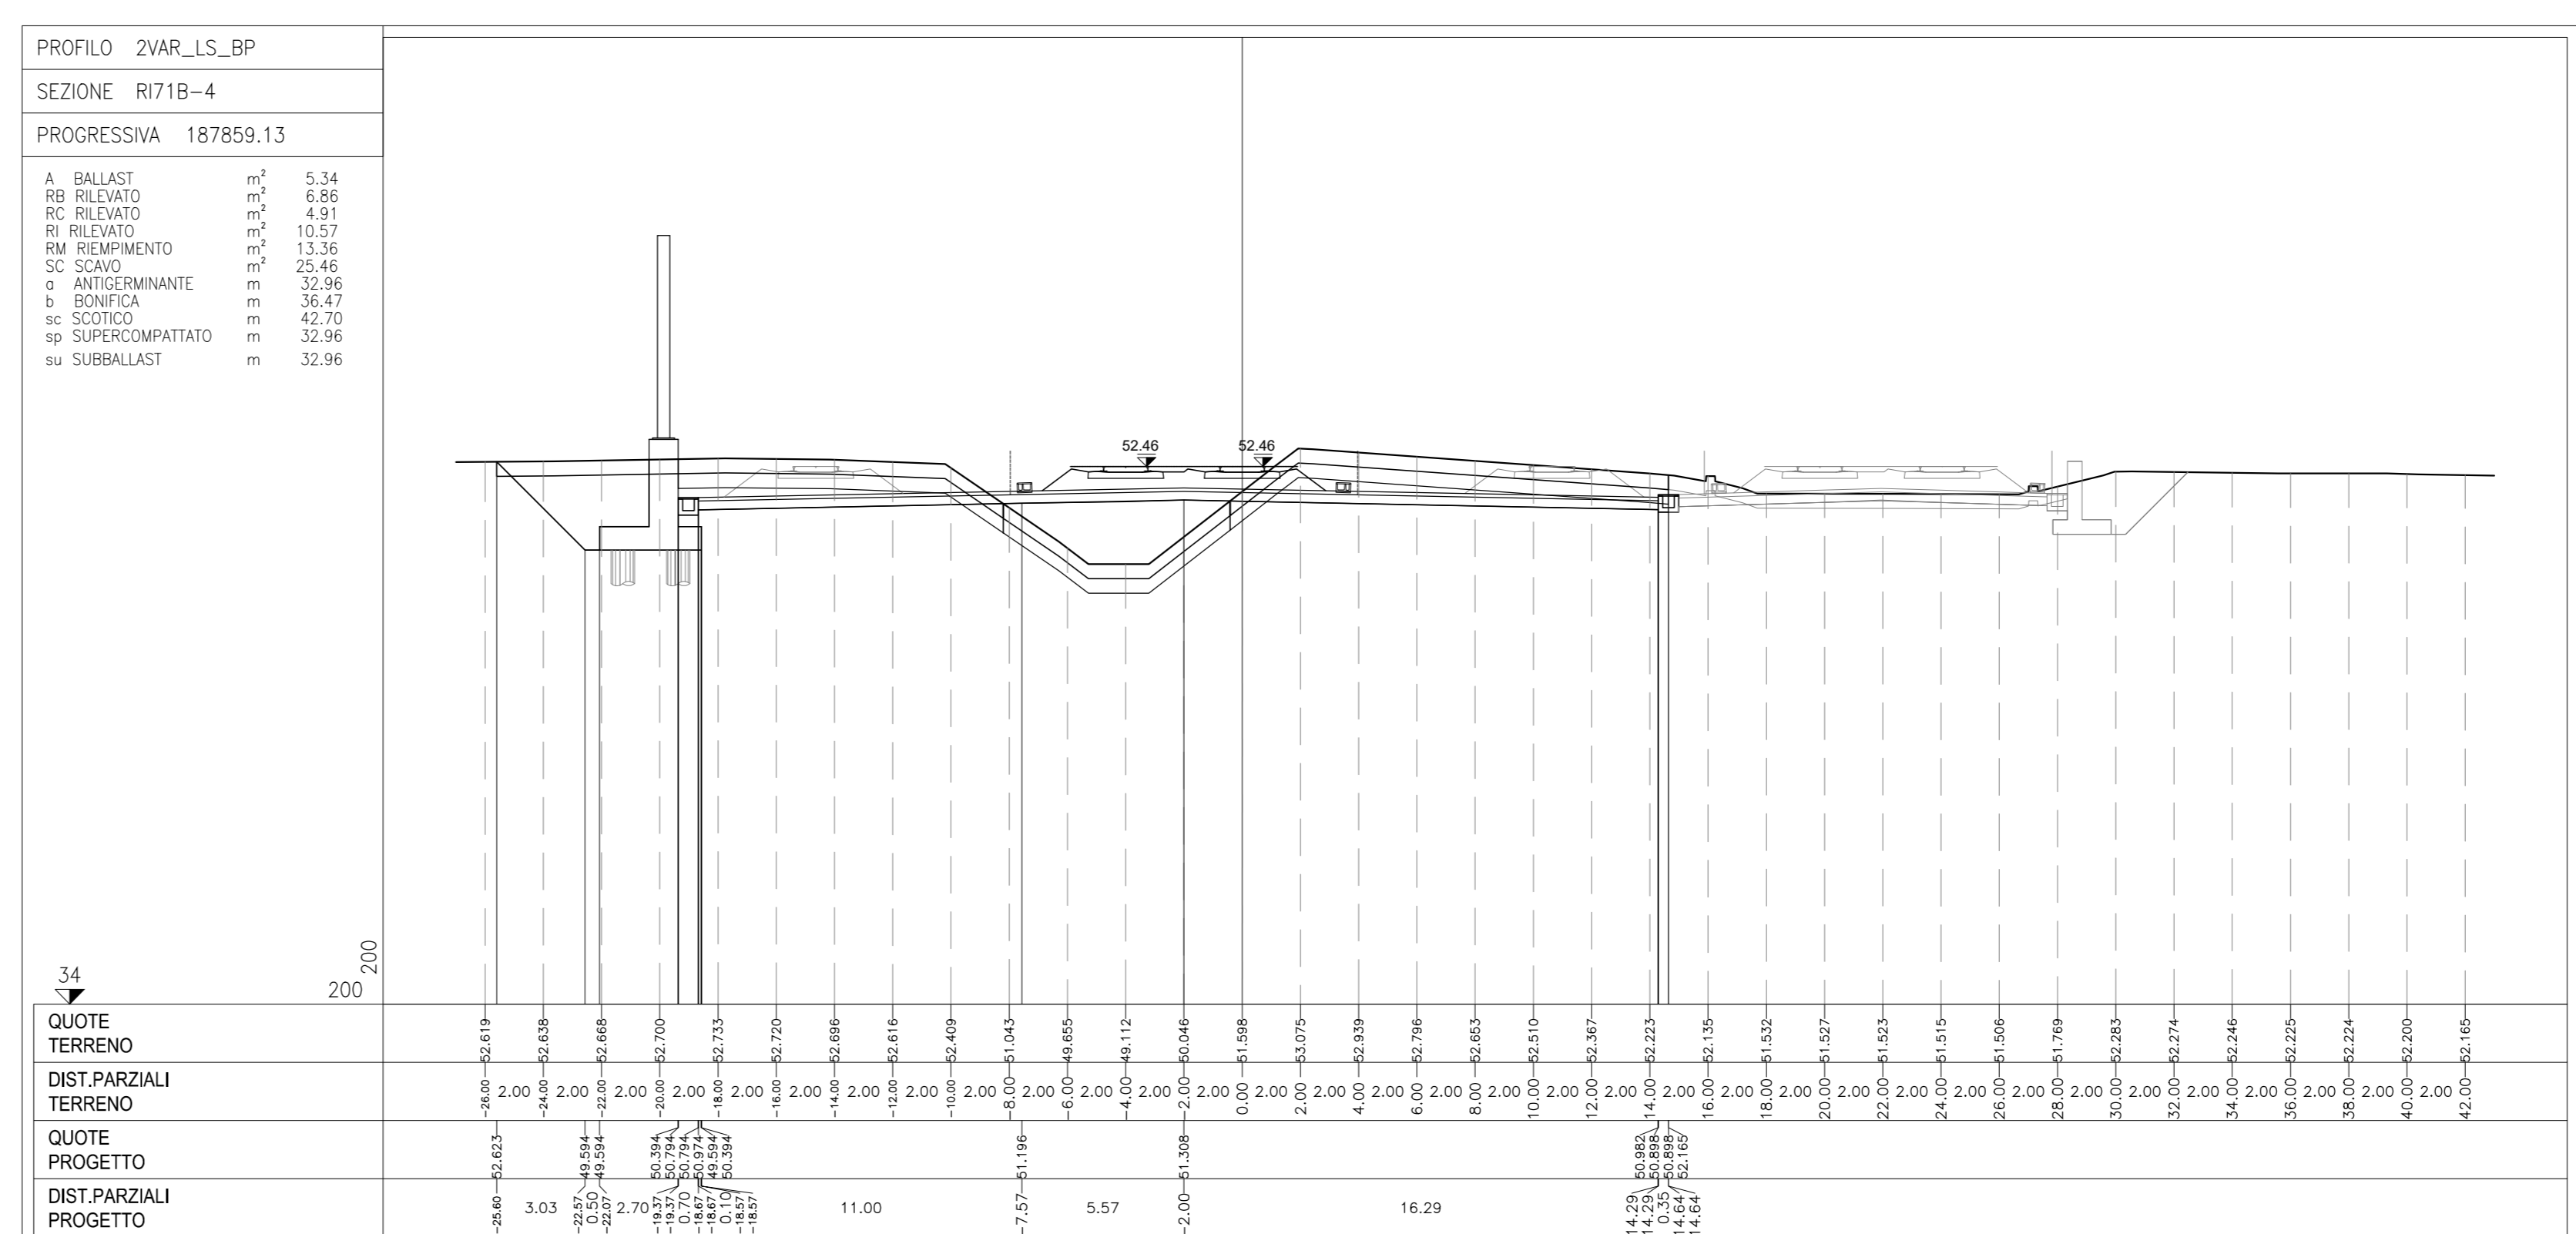 PROFILO 2VAR_LS_BP
SEZIONE RI71B-4
PROGRESSIVA 187859.13
A BALLAST m² 5.34
RB RILEVATO m² 6.86
RC RILEVATO m² 4.91
RI RILEVATO m² 10.57
RM RIEMPIMENTO m² 13.36
SC SCAVO m² 25.46
a ANTIGERMINANTE m 32.96
b BONIFICA m 36.47
sc SCOTICO m 42.70
sp SUPERCOMPATTATO m 32.96
su SUBBALLAST m 32.96
52.46 52.46
34
200
200
QUOTE
TERRENO
52.619 52.638 52.668 52.700 52.733 52.720 52.696 52.616 52.409 51.043 49.655 49.112 50.046 51.598 53.075 52.939 52.796 52.653 52.510 52.367 52.223 52.135 51.532 51.527 51.523 51.515 51.506 51.769 52.283 52.274 52.246 52.225 52.224 52.200 52.165
DIST.PARZIALI
TERRENO
-26.00 2.00 -24.00 2.00 -22.00 2.00 -20.00 2.00 -18.00 2.00 -16.00 2.00 -14.00 2.00 -12.00 2.00 -10.00 2.00 -8.00 2.00 -6.00 2.00 -4.00 2.00 -2.00 2.00 0.00 2.00 2.00 2.00 4.00 2.00 6.00 2.00 8.00 2.00 10.00 2.00 12.00 2.00 14.00 2.00 16.00 2.00 18.00 2.00 20.00 2.00 22.00 2.00 24.00 2.00 26.00 2.00 28.00 2.00 30.00 2.00 32.00 2.00 34.00 2.00 36.00 2.00 38.00 2.00 40.00 2.00 42.00
QUOTE
PROGETTO
52.623 49.594 49.594 50.394 50.794 50.794 50.974 49.594 50.394 51.196 51.308 50.982 50.898 50.898 52.165
DIST.PARZIALI
PROGETTO
-25.60 3.03 -22.57 0.50 -22.07 2.70 -19.37 -19.37 0.70 -18.67 -18.67 0.10 -18.57 -18.57 11.00 -7.57 5.57 -2.00 16.29 14.29 14.29 0.35 14.64 14.64